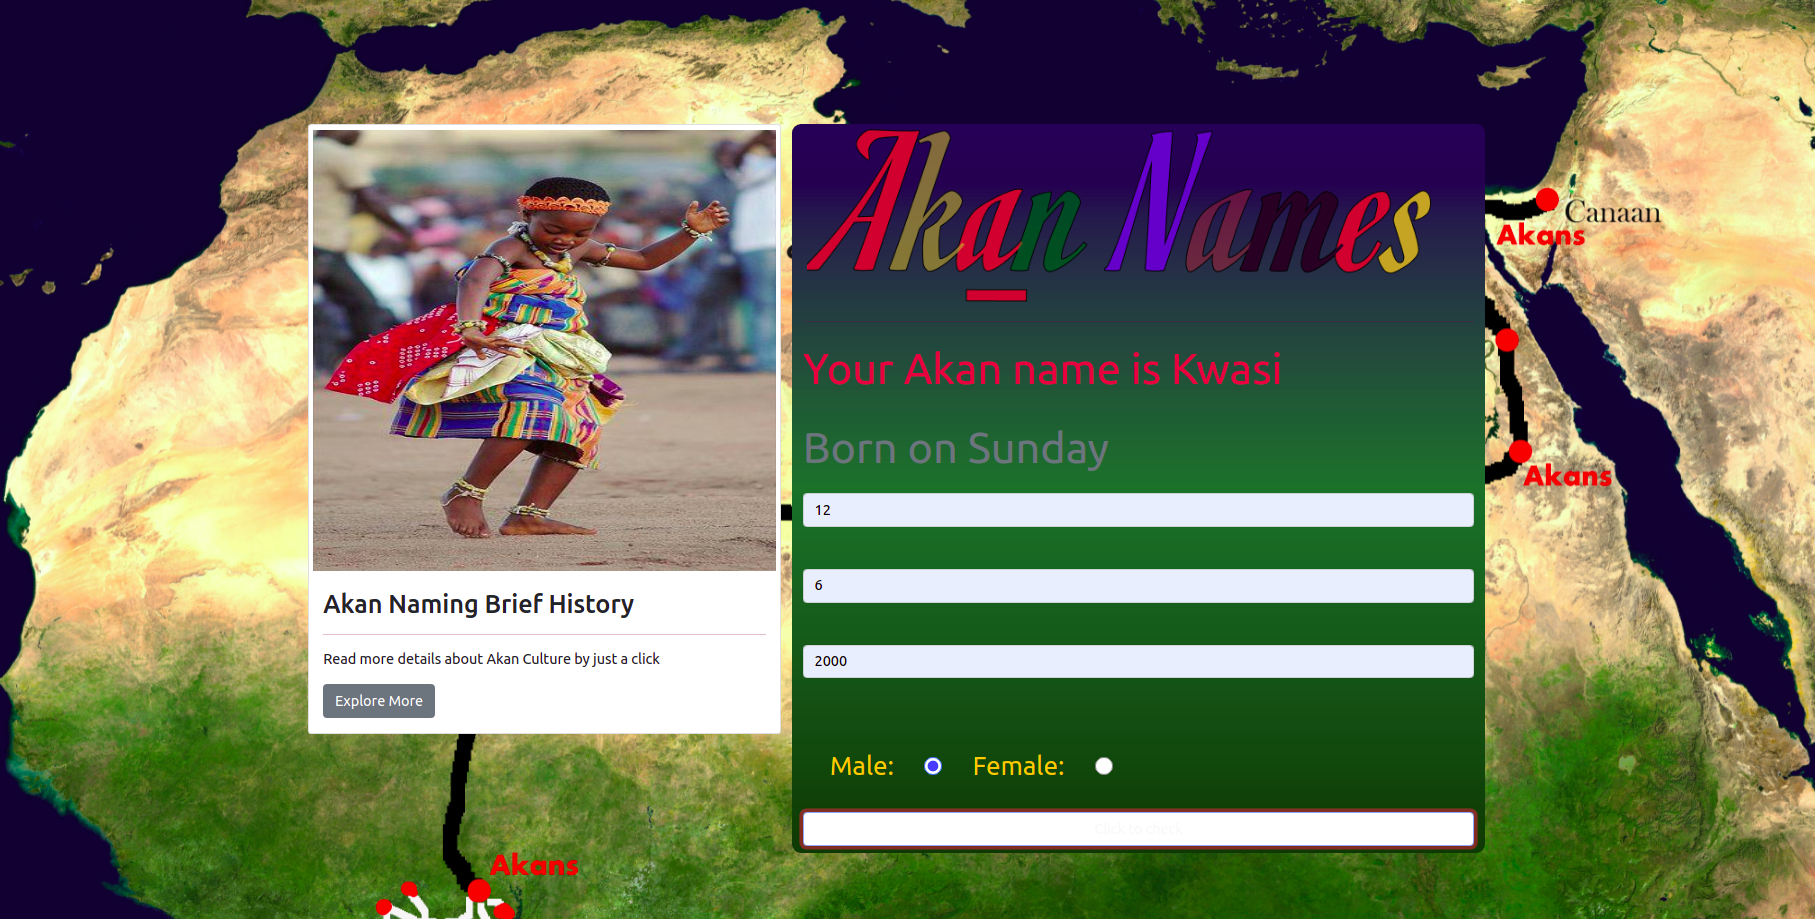 Akan Names
Your Akan name is Kwasi
Born on Sunday
12
6
2000
Male:
Female:
Click to check
Akan Naming Brief History
Read more details about Akan Culture by just a click
Explore More
Canaan
Akans
Akans
Akans